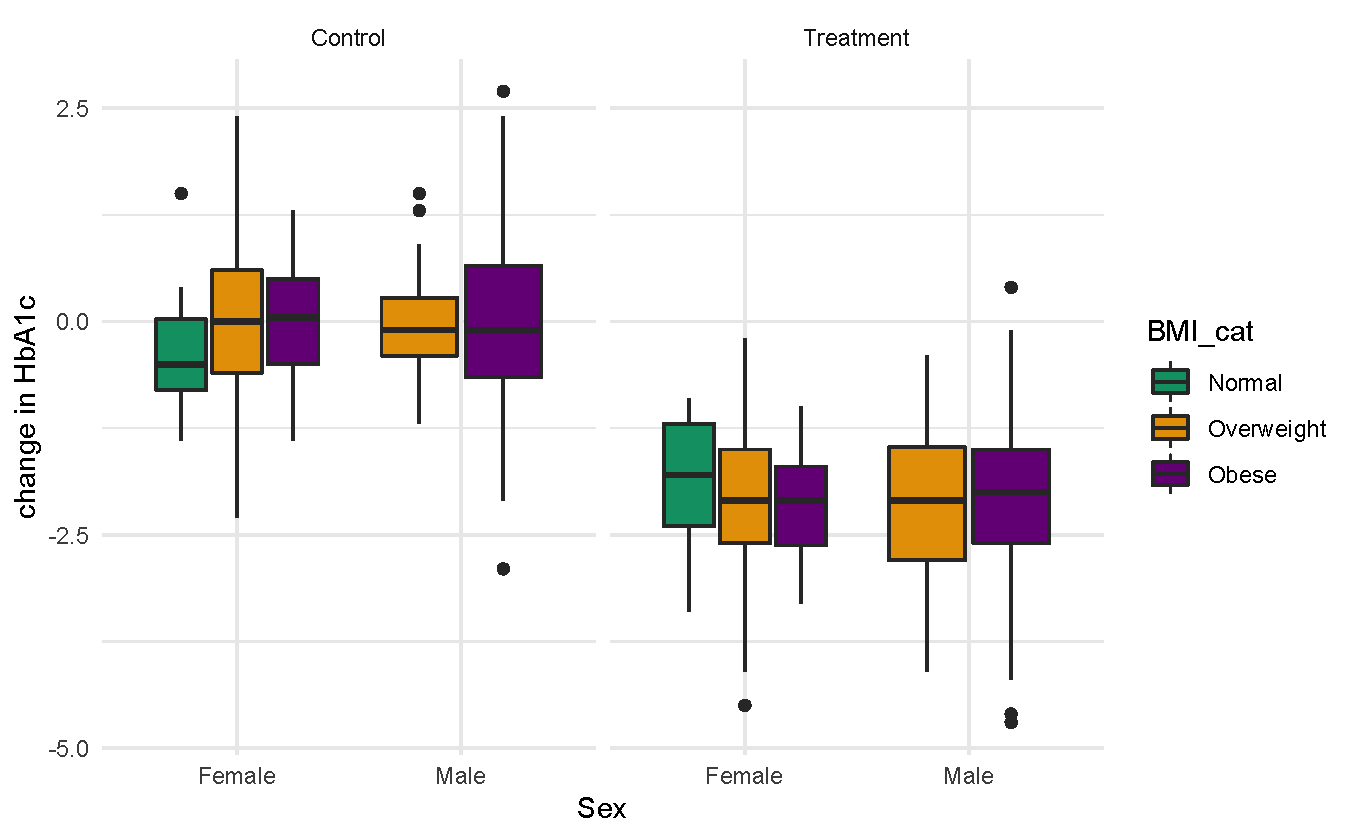 Control
Treatment
2.5
0.0
-2.5
-5.0
change in HbA1c
Female
Male
Female
Male
Sex
BMI_cat
Normal
Overweight
Obese